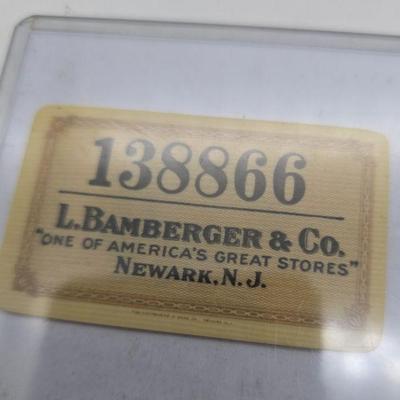 138866
L. BAMBERGER & CO.
"ONE OF AMERICA'S GREAT STORES"
NEWARK, N. J.